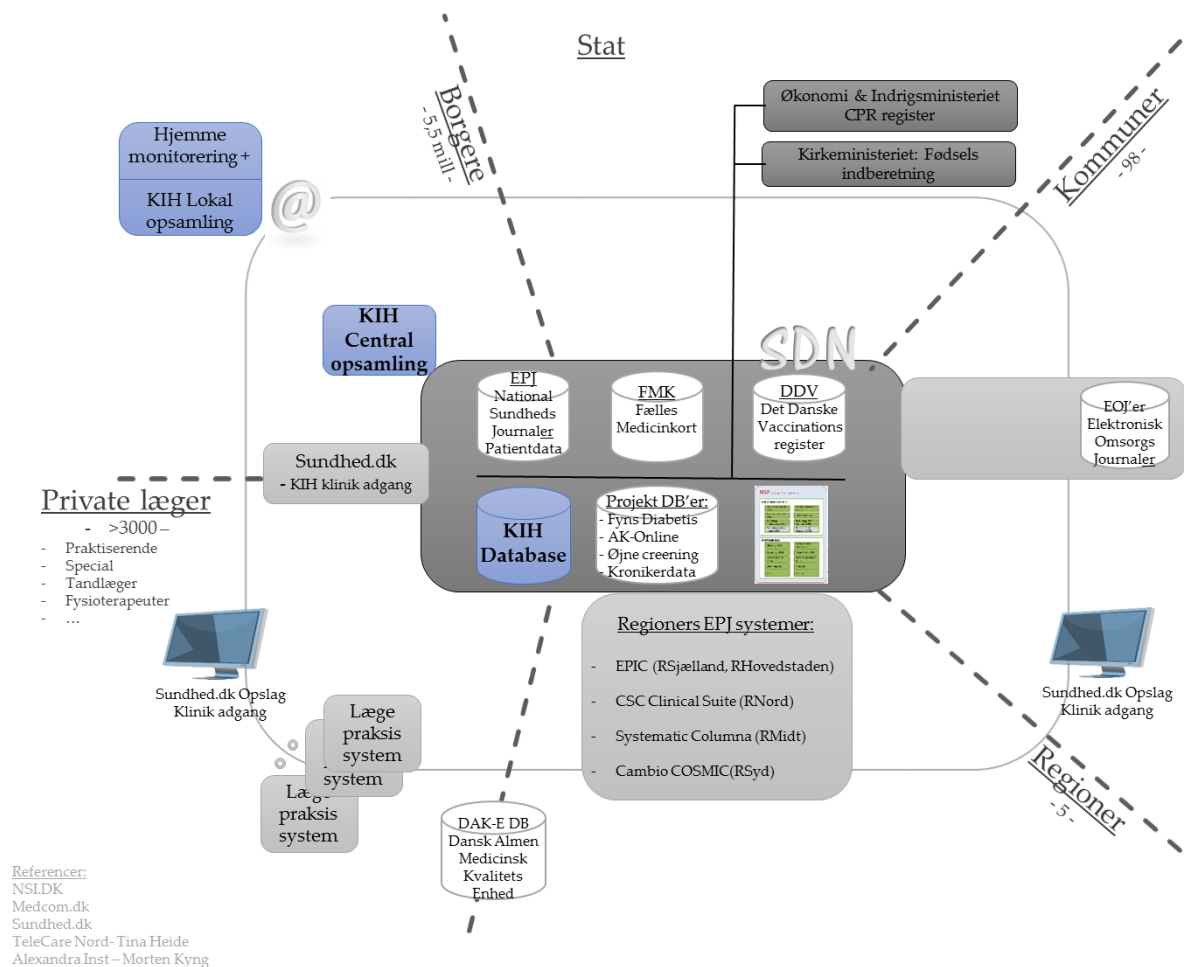 Stat
Borgere
- 5,5 mill -
Økonomi & Indrigsministeriet
CPR register
Kirkeministeriet: Fødsels
indberetning
Kommuner
- 98 -
Hjemme
monitorering +
KIH Lokal
opsamling
@
KIH
Central
opsamling
SDN
EPJ
National
Sundheds
Journaler
Patientdata
FMK
Fælles
Medicinkort
DDV
Det Danske
Vaccinations
register
EOJ'er
Elektronisk
Omsorgs
Journaler
Sundhed.dk
- KIH klinik adgang
KIH
Database
Projekt DB'er:
- Fyns Diabetis
- AK-Online
- Øjne creening
- Kronikerdata
NSP
Private læger
- >3000 –
- Praktiserende
- Special
- Tandlæger
- Fysioterapeuter
- …
Regioners EPJ systemer:
- EPIC (RSjælland, RHovedstaden)
- CSC Clinical Suite (RNord)
- Systematic Columna (RMidt)
- Cambio COSMIC(RSyd)
Sundhed.dk Opslag
Klinik adgang
Sundhed.dk Opslag
Klinik adgang
Læge
praksis
system
system
Læge
praksis
system
Regioner
- 5 -
DAK-E DB
Dansk Almen
Medicinsk
Kvalitets
Enhed
Referencer:
NSI.DK
Medcom.dk
Sundhed.dk
TeleCare Nord- Tina Heide
Alexandra Inst – Morten Kyng